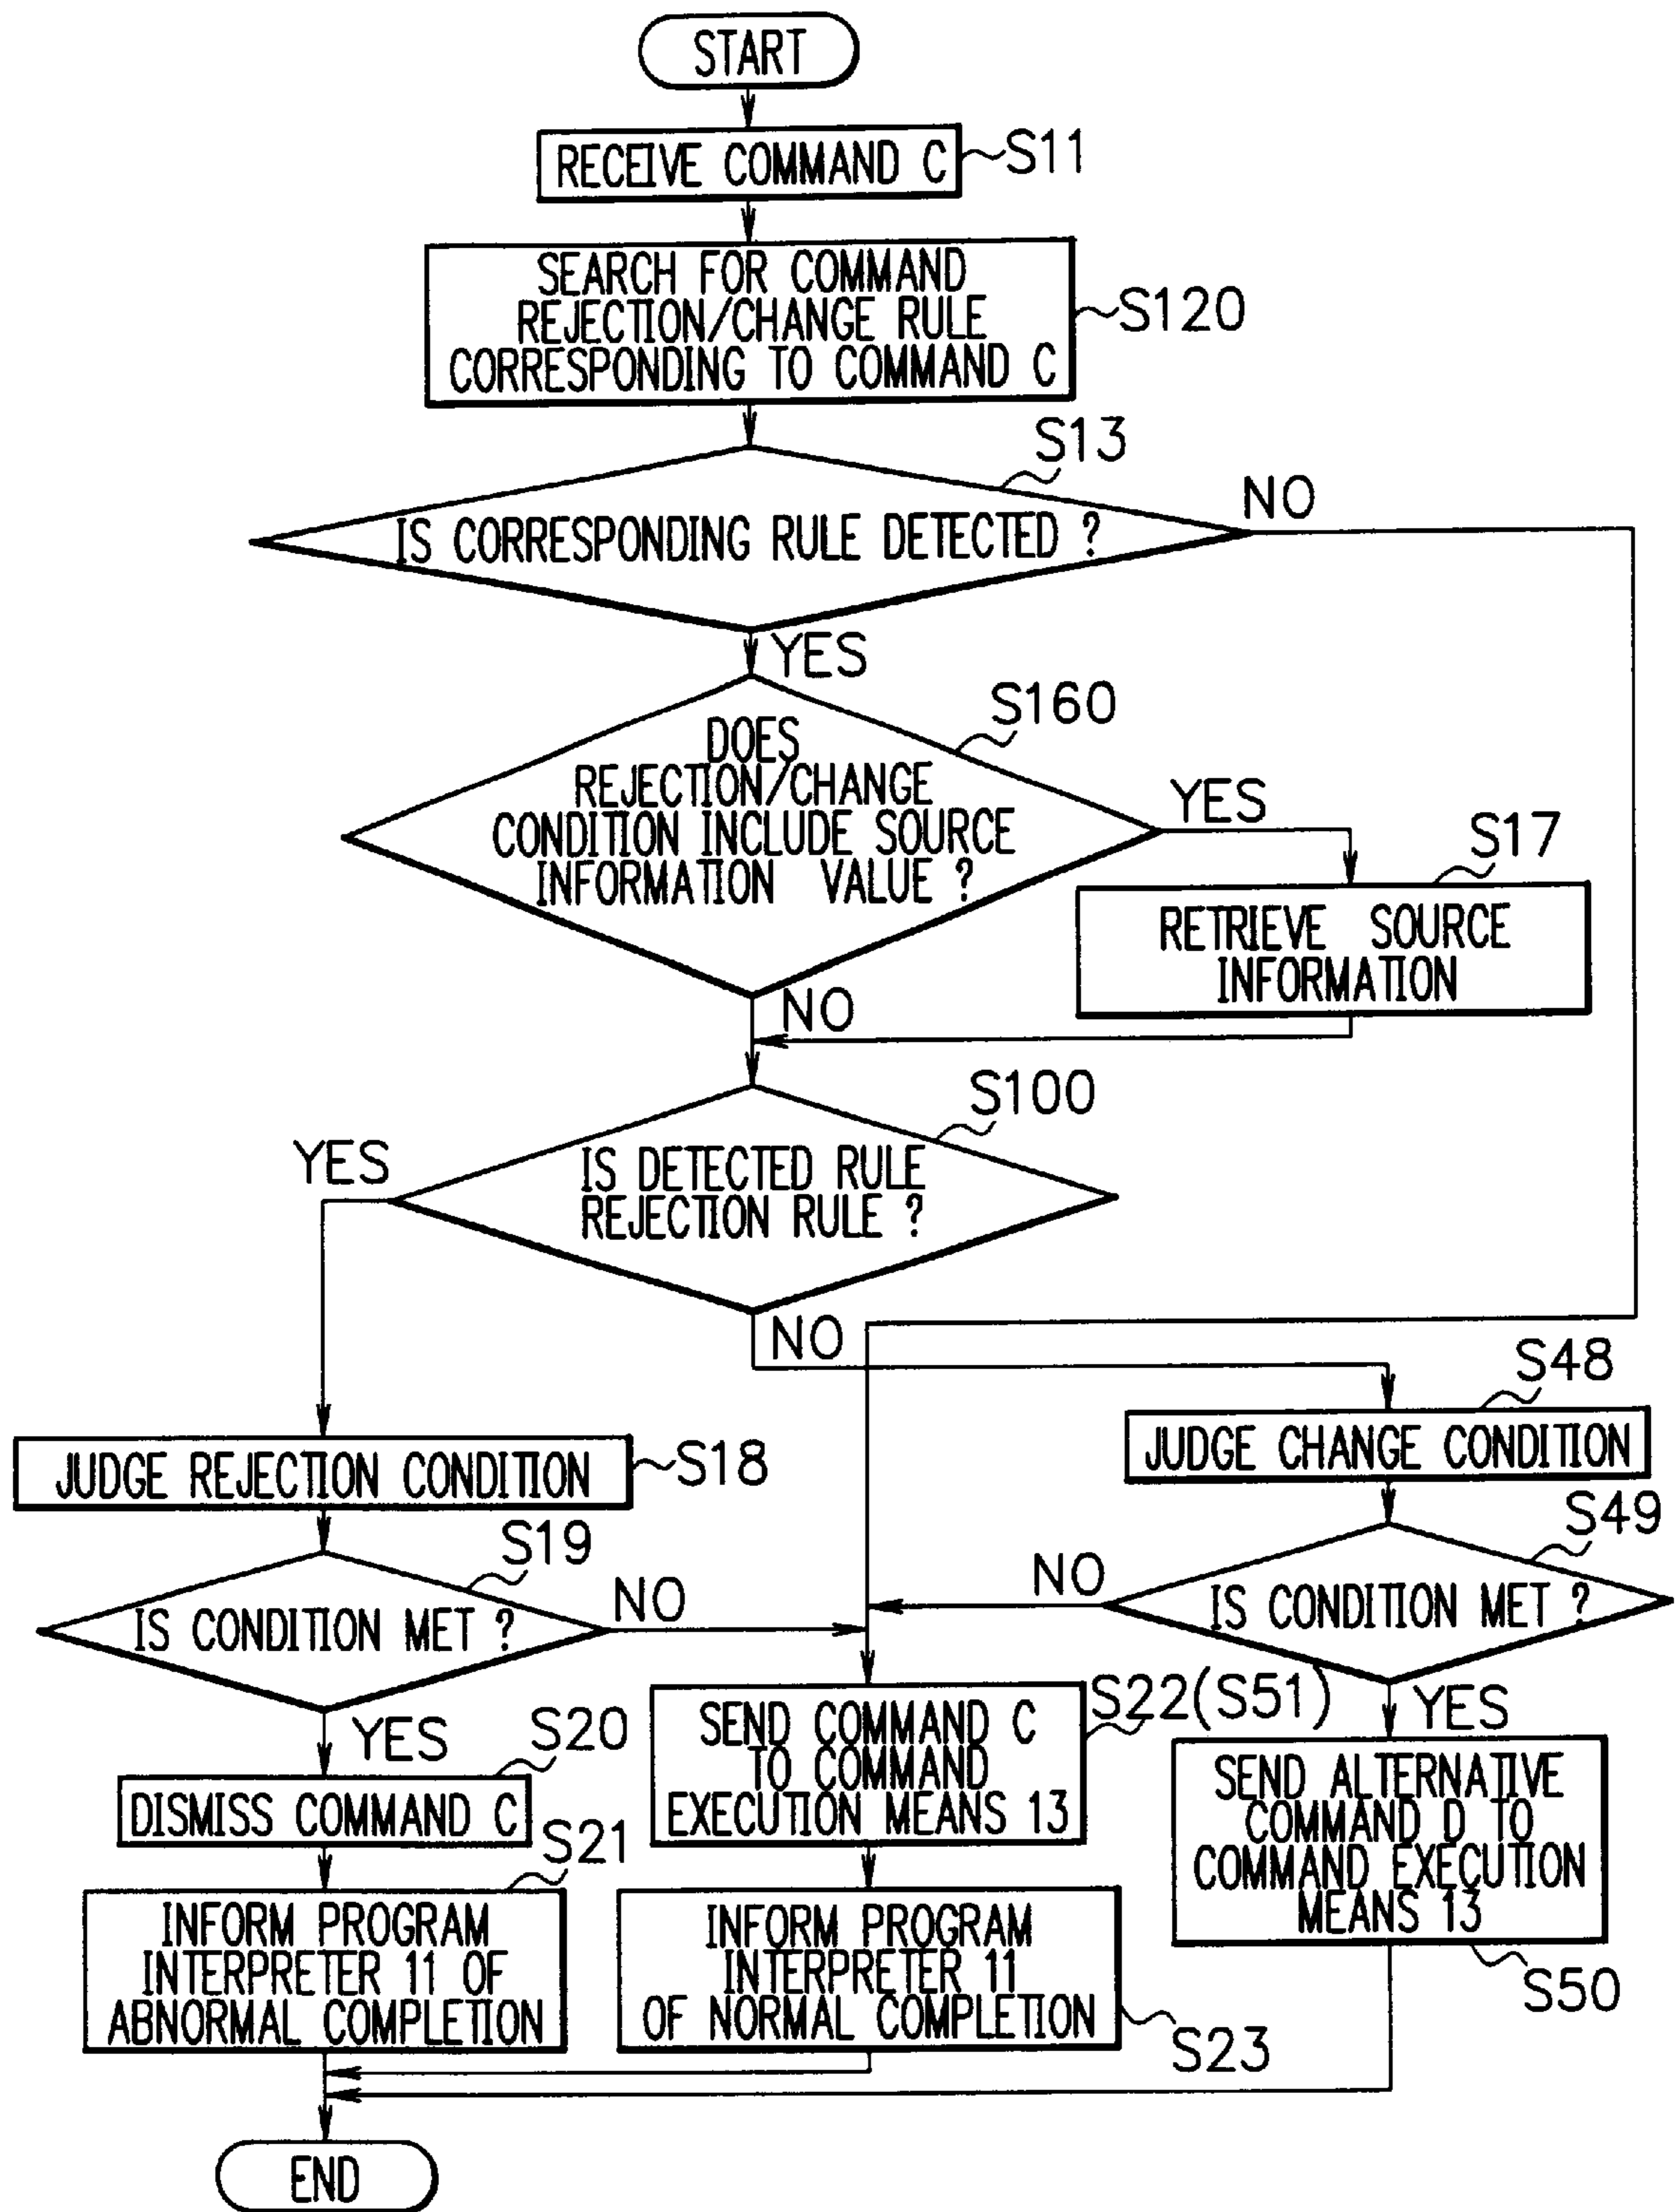 START
RECEIVE COMMAND C
S11
SEARCH FOR COMMAND
REJECTION/CHANGE RULE
CORRESPONDING TO COMMAND C
S120
S13
IS CORRESPONDING RULE DETECTED ?
NO
YES
S160
DOES
REJECTION/CHANGE
CONDITION INCLUDE SOURCE
INFORMATION VALUE ?
YES
S17
RETRIEVE SOURCE
INFORMATION
NO
S100
YES
IS DETECTED RULE
REJECTION RULE ?
NO
S48
JUDGE CHANGE CONDITION
JUDGE REJECTION CONDITION
S18
S19
IS CONDITION MET ?
NO
S49
NO
IS CONDITION MET ?
YES
S20
DISMISS COMMAND C
S22(S51)
SEND COMMAND C
TO COMMAND
EXECUTION MEANS 13
YES
SEND ALTERNATIVE
COMMAND D TO
COMMAND EXECUTION
MEANS 13
S50
S21
INFORM PROGRAM
INTERPRETER 11 OF
ABNORMAL COMPLETION
INFORM PROGRAM
INTERPRETER 11
OF NORMAL COMPLETION
S23
END